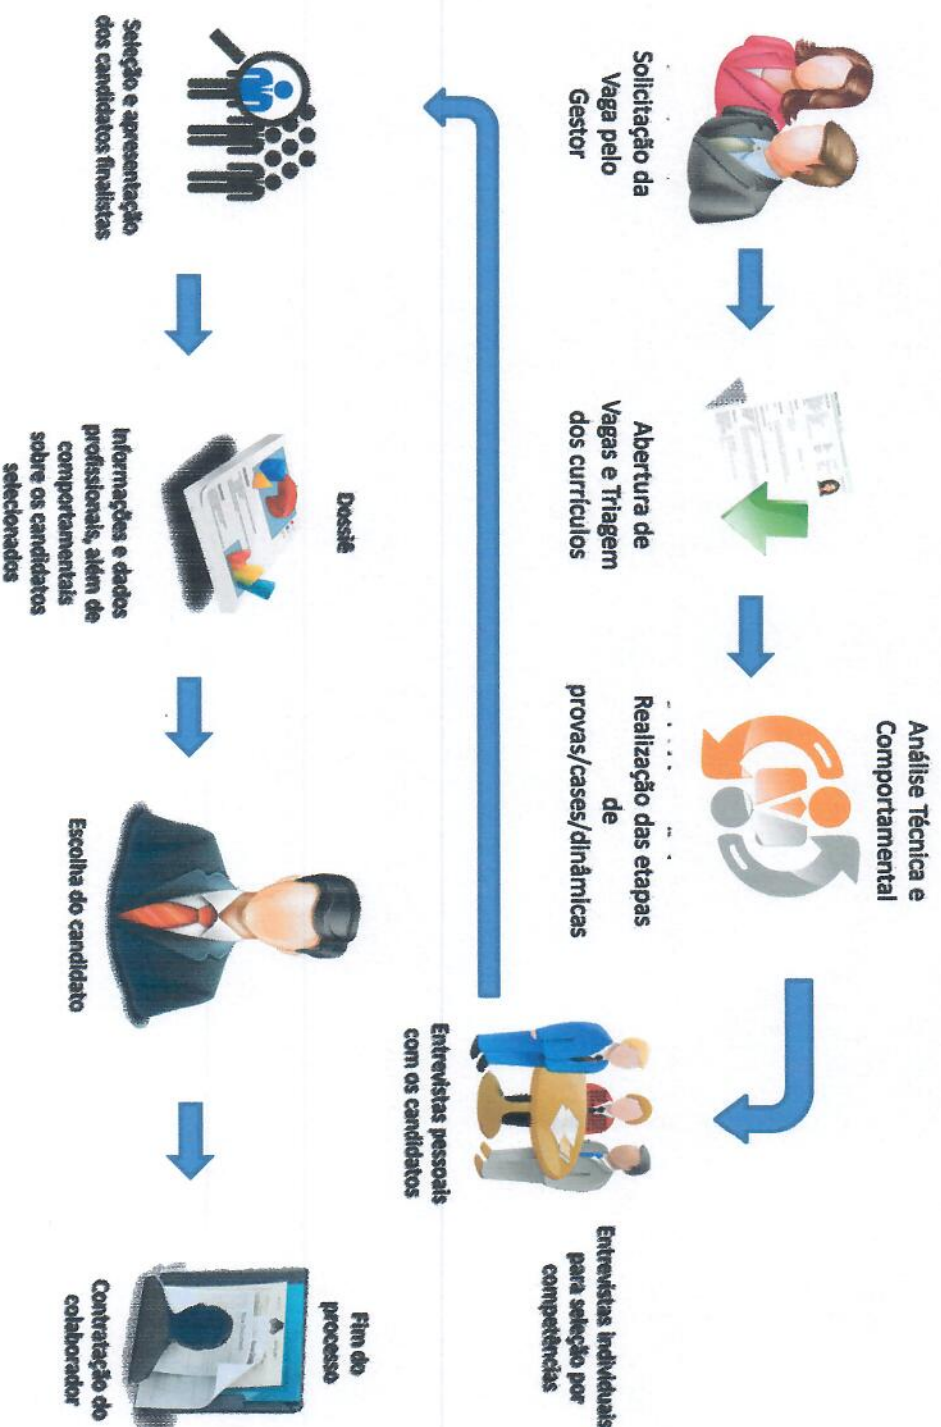 Solicitação da
Vaga pelo
Gestor
Abertura de
Vagas e Triagem
dos currículos
Análise Técnica e
Comportamental
Realização das etapas
de
provas/cases/dinâmicas
Entrevistas individuais
para seleção por
competências
Entrevistas pessoais
com os candidatos
Seleção e apresentação
dos candidatos finalistas
Dossiê
Informações e dados
profissionais, além de
comportamentais
sobre os candidatos
selecionados
Escolha do candidato
Fim do
processo
Contratação do
colaborador